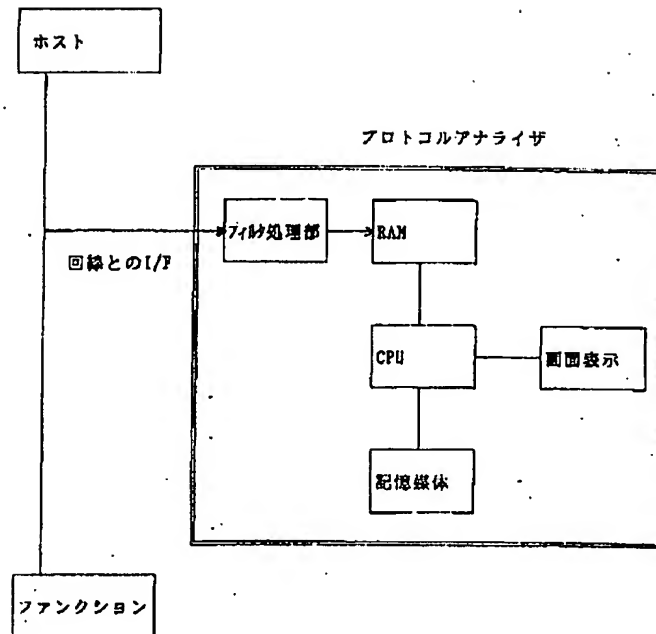 ホスト
プロトコルアナライザ
フィルタ処理部
RAM
回線とのI/F
CPU
画面表示
記憶媒体
ファンクション